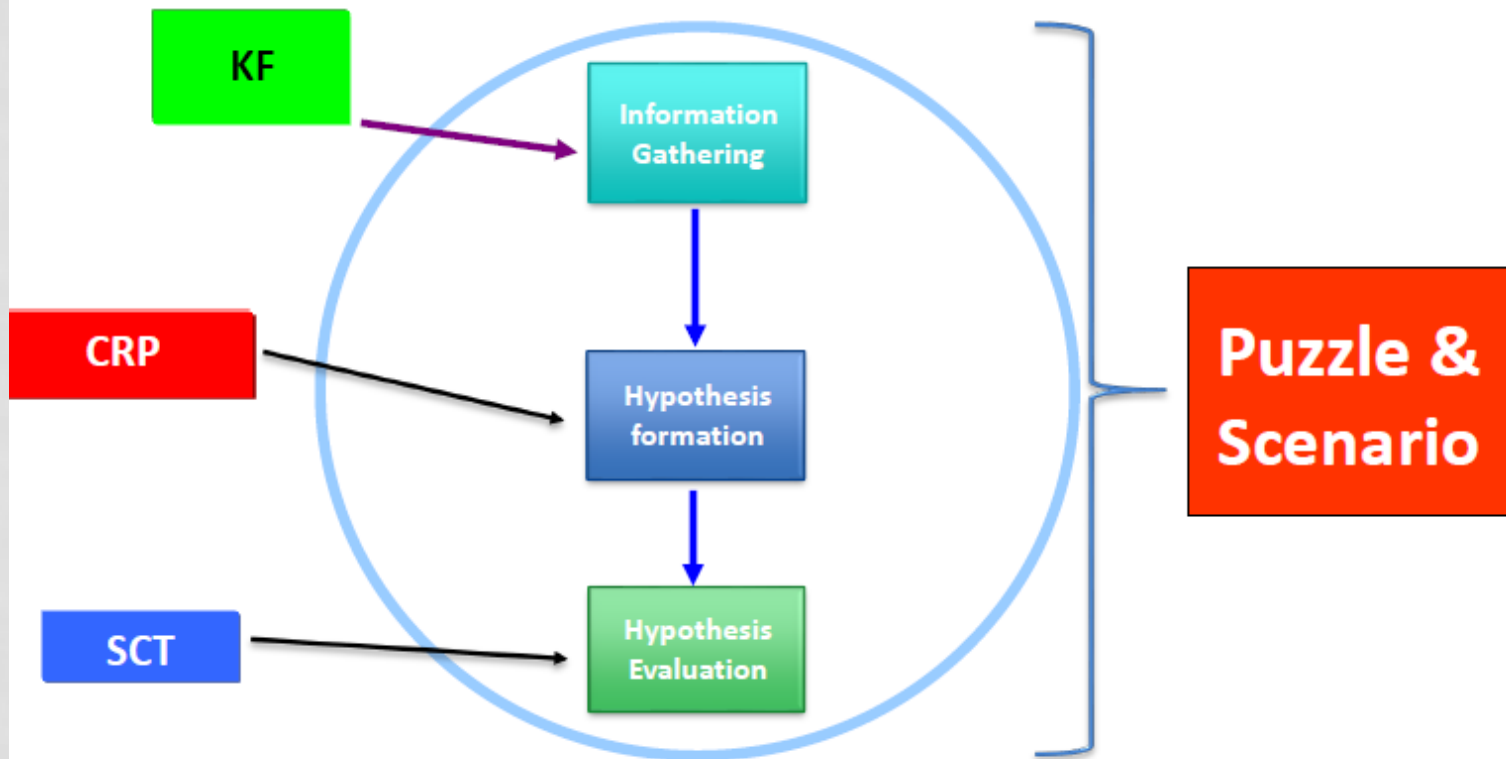 KF
Information
Gathering
CRP
Hypothesis
formation
SCT
Hypothesis
Evaluation
Puzzle &
Scenario